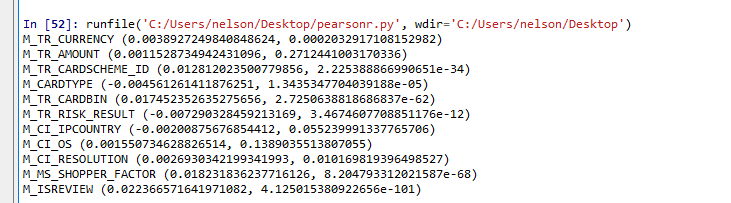 In [52]: runfile('C:/Users/nelson/Desktop/pearsonr.py', wdir='C:/Users/nelson/Desktop')
M_TR_CURRENCY (0.0038927249840848624, 0.0002032917108152982)
M_TR_AMOUNT (0.0011528734942431096, 0.2712441003170336)
M_TR_CARDSCHEME_ID (0.012812023500779856, 2.225388866990651e-34)
M_CARDTYPE (-0.004561261411876251, 1.3435347704039188e-05)
M_TR_CARDBIN (0.017452352635275656, 2.7250638818686837e-62)
M_TR_RISK_RESULT (-0.007290328459213169, 3.4674607708851176e-12)
M_CI_IPCOUNTRY (-0.00200875676854412, 0.055239991337765706)
M_CI_OS (0.001550734628826514, 0.1389035513807055)
M_CI_RESOLUTION (0.0026930342199341993, 0.010169819396498527)
M_MS_SHOPPER_FACTOR (0.018231836237716126, 8.204793312021587e-68)
M_ISREVIEW (0.022366571641971082, 4.125015380922656e-101)